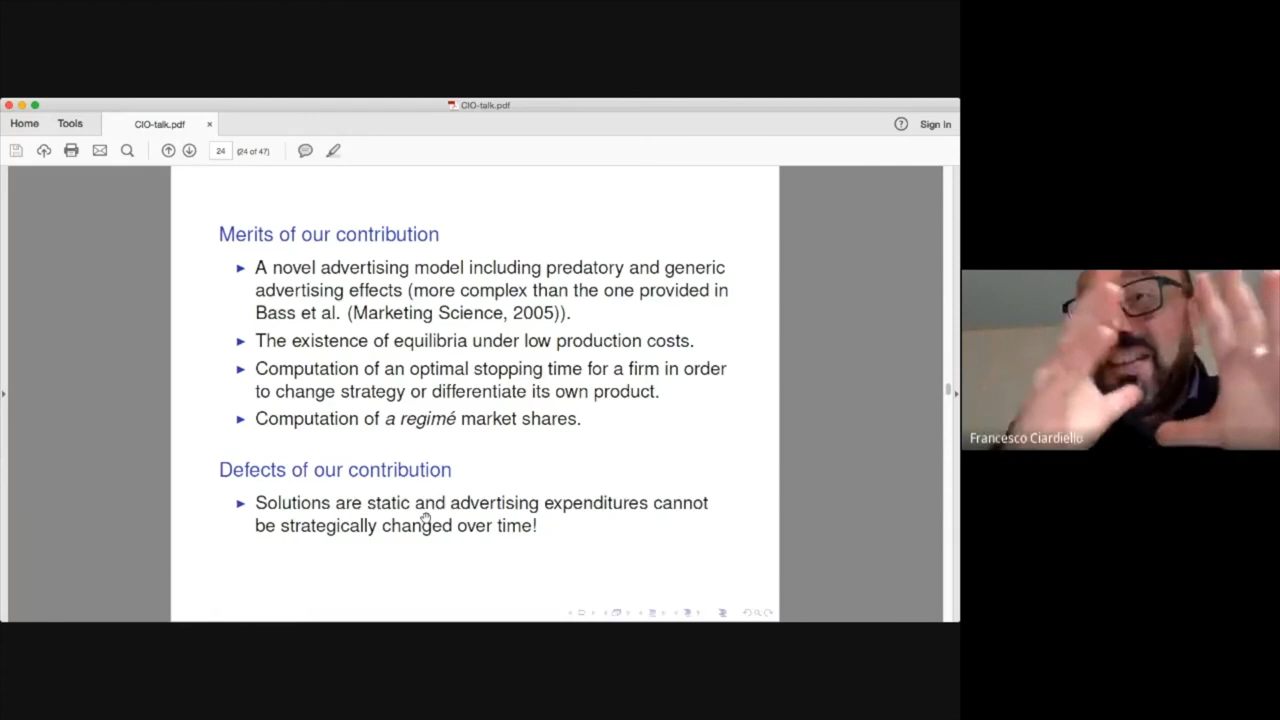 CIO-talk.pdf
Home Tools CIO-talk.pdf × ? Sign In
24 (24 of 47)
Merits of our contribution
► A novel advertising model including predatory and generic
advertising effects (more complex than the one provided in
Bass et al. (Marketing Science, 2005)).
► The existence of equilibria under low production costs.
► Computation of an optimal stopping time for a firm in order
to change strategy or differentiate its own product.
► Computation of a regimé market shares.
Defects of our contribution
► Solutions are static and advertising expenditures cannot
be strategically changed over time!
Francesco Ciardiello